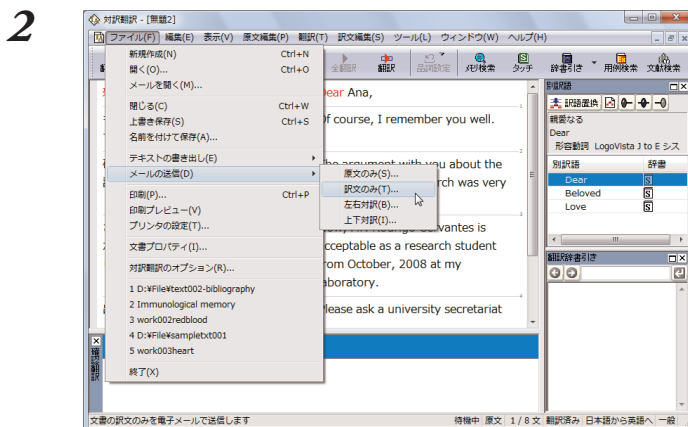 2
対訳翻訳 - [無題2]
ファイル(F) 編集(E) 表示(V) 原文編集(P) 翻訳(T) 訳文編集(S) ツール(L) ウィンドウ(W) ヘルプ(H)
全翻訳 翻訳 品詞設定 メモリ検索 タッチ 辞書引き 用例検索 文献検索
新規作成(N) Ctrl+N
開く(O)... Ctrl+O
メールを開く(M)...
閉じる(C) Ctrl+W
上書き保存(S) Ctrl+S
名前を付けて保存(A)...
テキストの書き出し(E)
メールの送信(D)
印刷(P)... Ctrl+P
印刷プレビュー(V)
プリンタの設定(T)...
文書プロパティ(I)...
対訳翻訳のオプション(R)...
1 D:¥File¥text002-bibliography
2 Immunological memory
3 work002redblood
4 D:¥File¥sampletxt001
5 work003heart
終了(X)
原文のみ(S)...
訳文のみ(T)...
左右対訳(B)...
上下対訳(I)...
Dear Ana,
Of course, I remember you well.
The argument with you about the
rch was very
ervantes is
acceptable as a research student
from October, 2008 at my
laboratory.
Please ask a university secretariat
別訳語
訳語置換
親愛なる
Dear
形容動詞 LogoVista J to E シス
別訳語 辞書
Dear S
Beloved S
Love S
翻訳辞書引き
確認翻訳
文書の訳文のみを電子メールで送信します 待機中 原文 1 / 8 文 翻訳済み 日本語から英語へ 一般